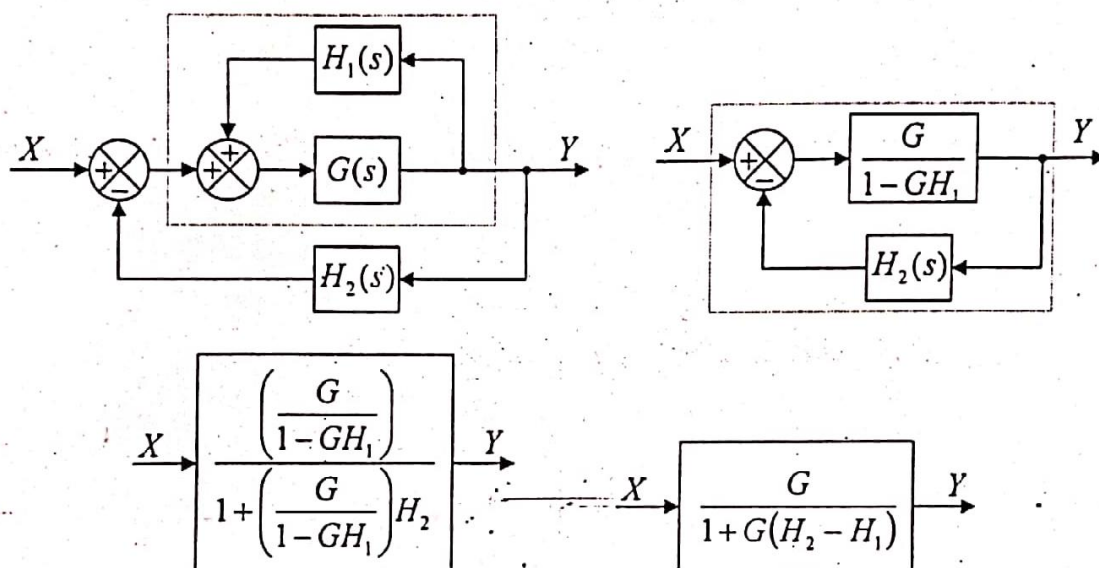 H₁(s)
X + − + + G(s) Y
H₂(s)
X + − G/(1 − GH₁) Y
H₂(s)
X (G/(1 − GH₁))/(1 + (G/(1 − GH₁))H₂) Y
X G/(1 + G(H₂ − H₁)) Y